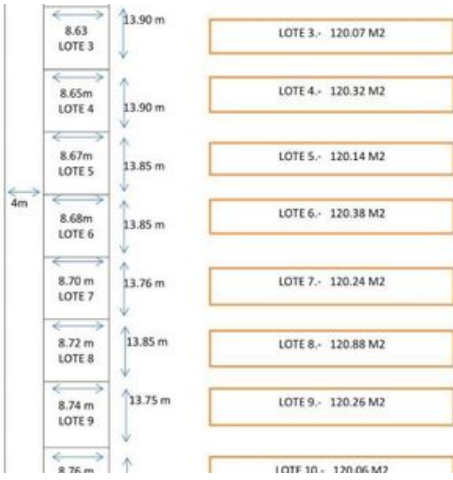 13.90 m
8.63
LOTE 3
LOTE 3.- 120.07 M2
8.65m
LOTE 4
13.90 m
LOTE 4.- 120.32 M2
8.67m
LOTE 5
13.85 m
LOTE 5.- 120.14 M2
4m
8.68m
LOTE 6
13.85 m
LOTE 6.- 120.38 M2
8.70 m
LOTE 7
13.76 m
LOTE 7.- 120.24 M2
8.72 m
LOTE 8
13.85 m
LOTE 8.- 120.88 M2
8.74 m
LOTE 9
13.75 m
LOTE 9.- 120.26 M2
8.76 m
LOTE 10.- 120.06 M2